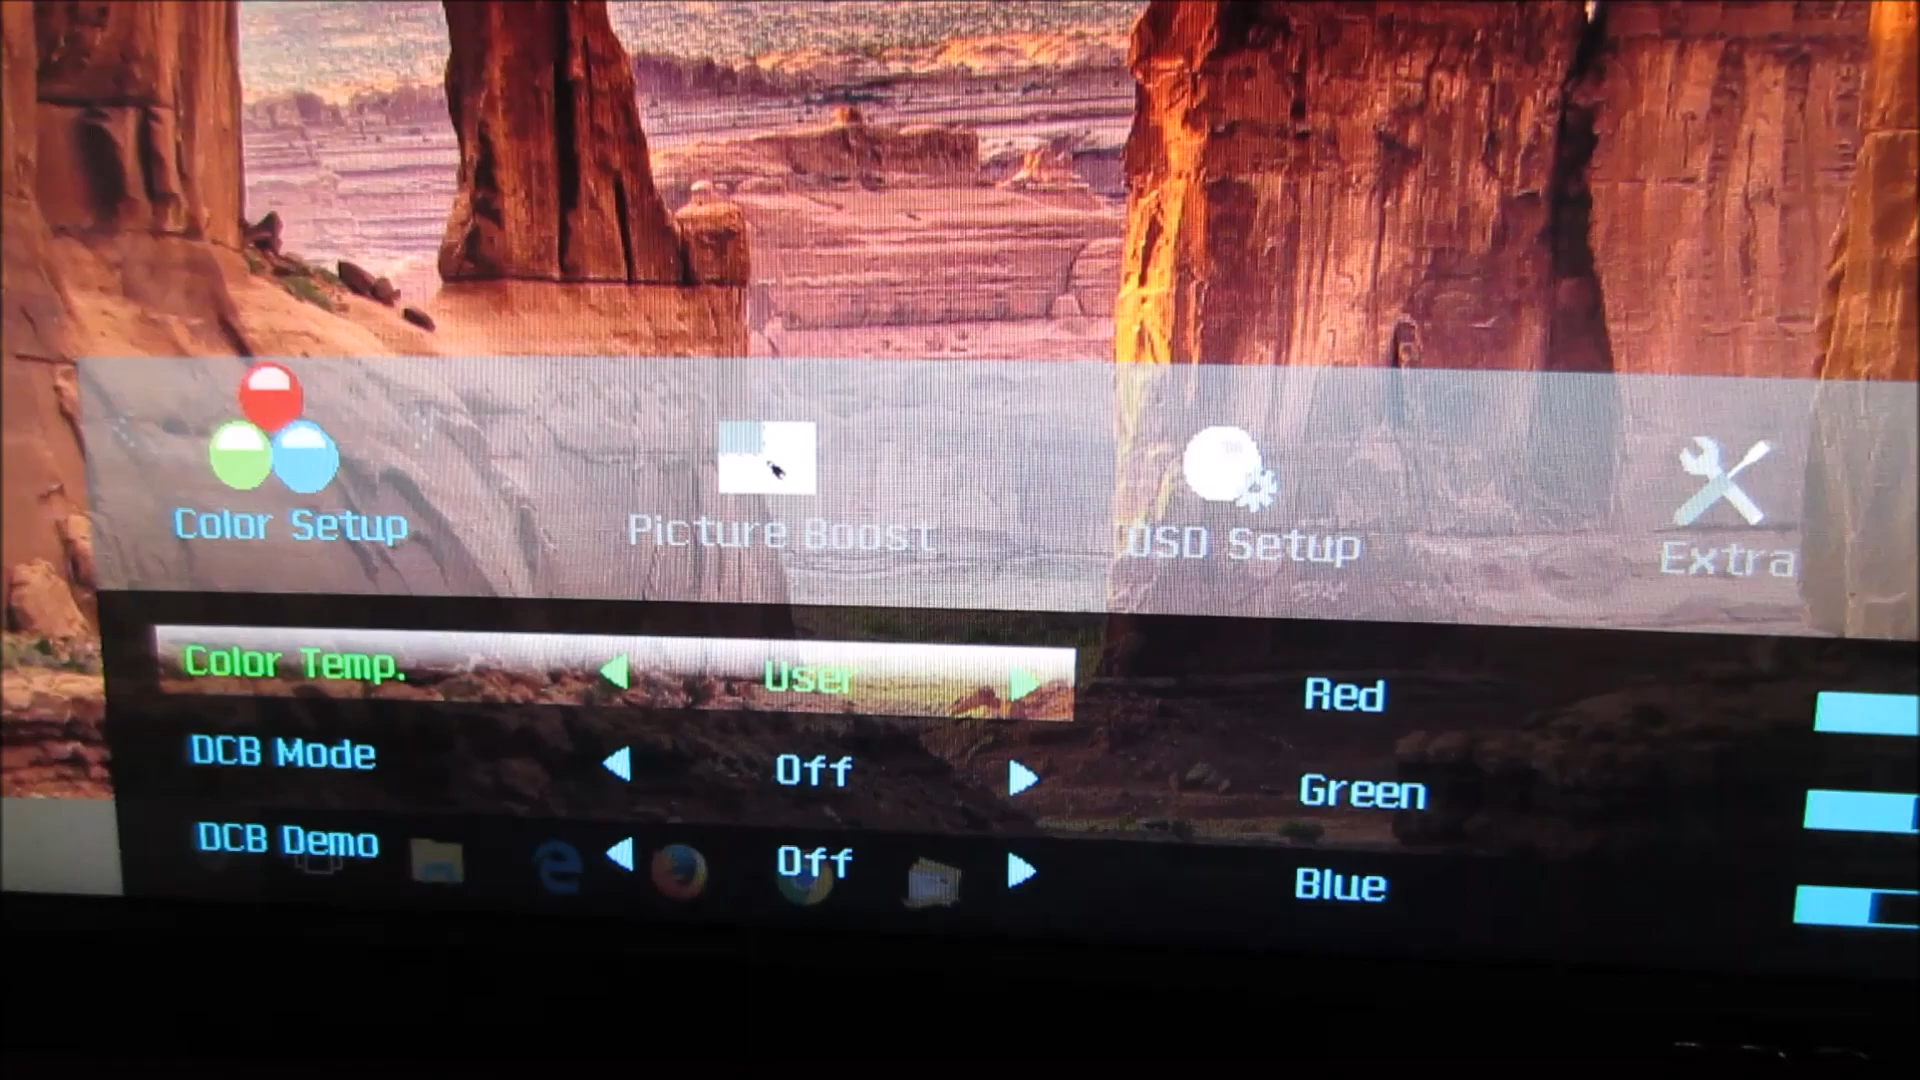 Color Setup
Picture Boost
OSD Setup
Extra
Color Temp. User
DCB Mode Off
DCB Demo Off
Red
Green
Blue